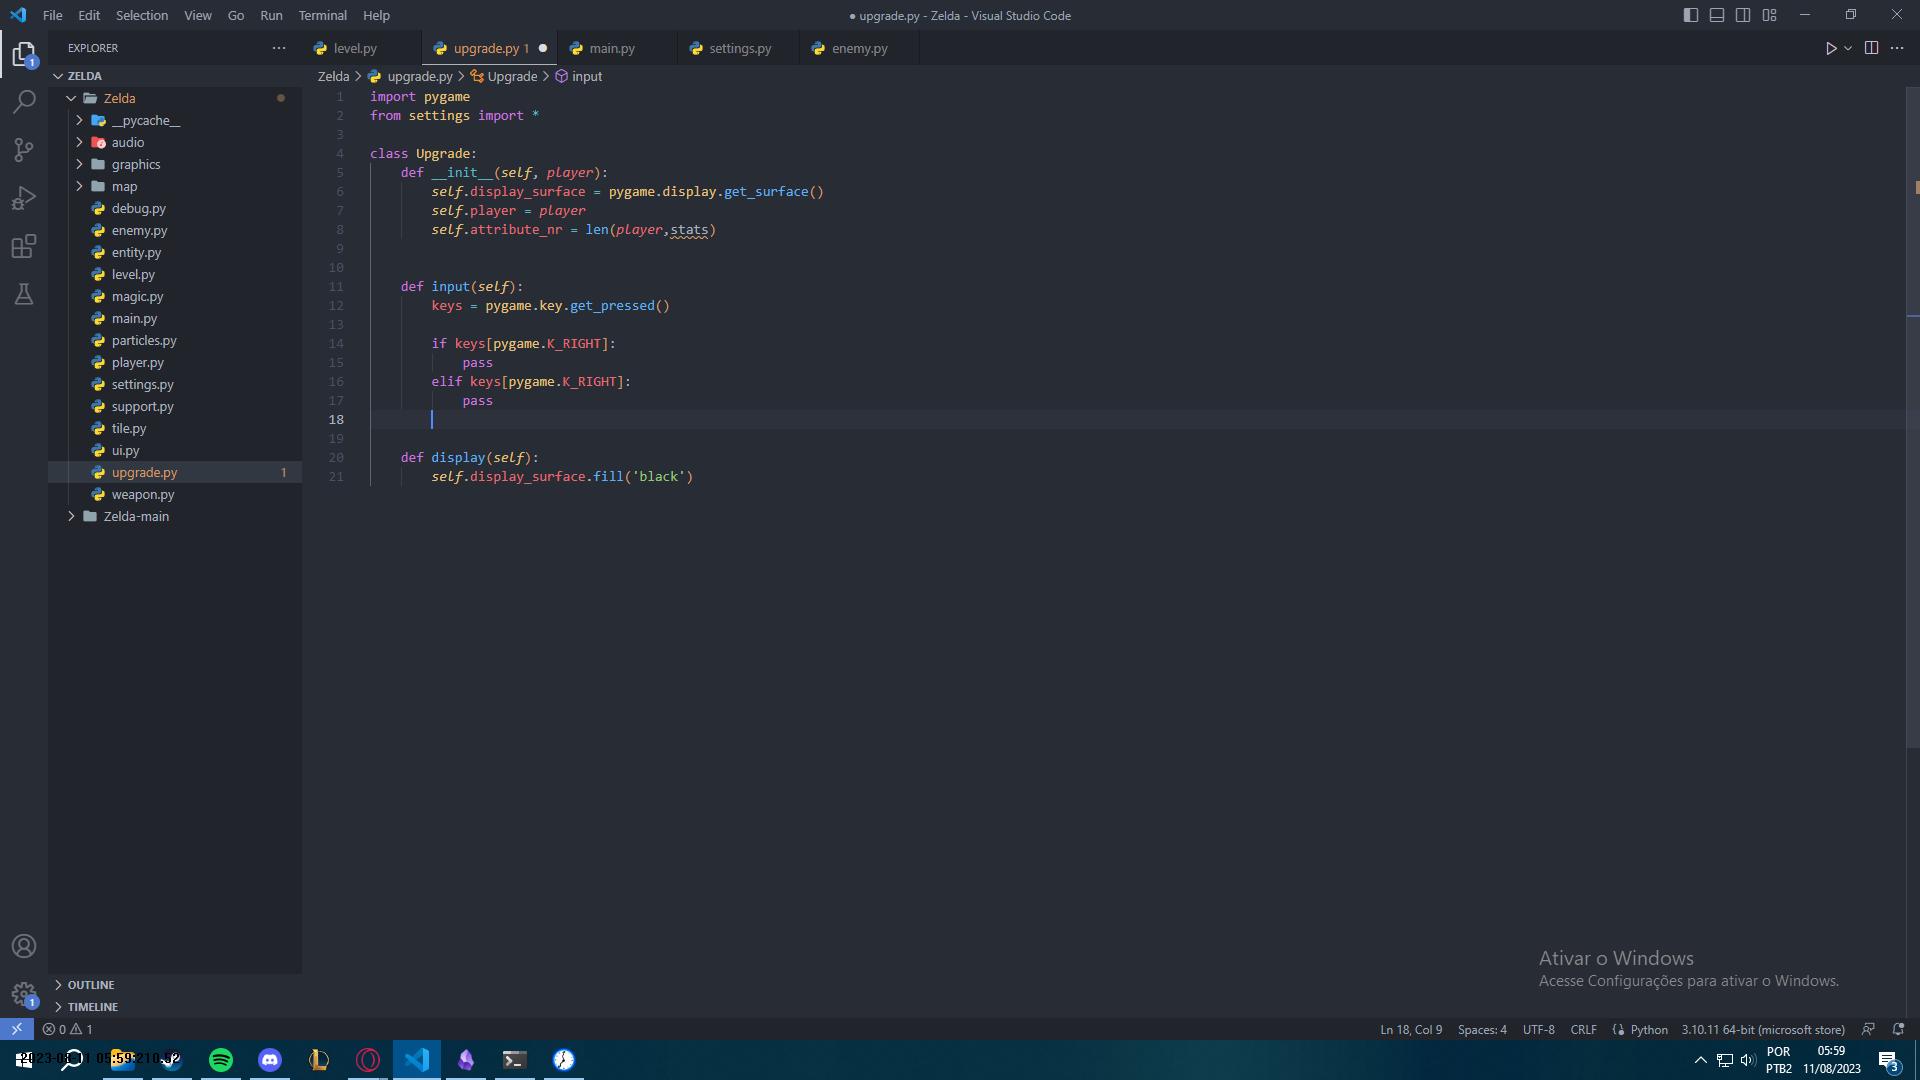 File Edit Selection View Go Run Terminal Help
● upgrade.py - Zelda - Visual Studio Code
EXPLORER
level.py
upgrade.py 1
main.py
settings.py
enemy.py
ZELDA
Zelda
__pycache__
audio
graphics
map
debug.py
enemy.py
entity.py
level.py
magic.py
main.py
particles.py
player.py
settings.py
support.py
tile.py
ui.py
upgrade.py 1
weapon.py
Zelda-main
OUTLINE
TIMELINE
Zelda > upgrade.py > Upgrade > input
1 import pygame
2 from settings import *
3
4 class Upgrade:
5 def __init__(self, player):
6 self.display_surface = pygame.display.get_surface()
7 self.player = player
8 self.attribute_nr = len(player,stats)
9
10
11 def input(self):
12 keys = pygame.key.get_pressed()
13
14 if keys[pygame.K_RIGHT]:
15 pass
16 elif keys[pygame.K_RIGHT]:
17 pass
18
19
20 def display(self):
21 self.display_surface.fill('black')
1
1
Ativar o Windows
Acesse Configurações para ativar o Windows.
0 1
Ln 18, Col 9 Spaces: 4 UTF-8 CRLF Python 3.10.11 64-bit (microsoft store)
POR
PTB2
05:59
11/08/2023
3